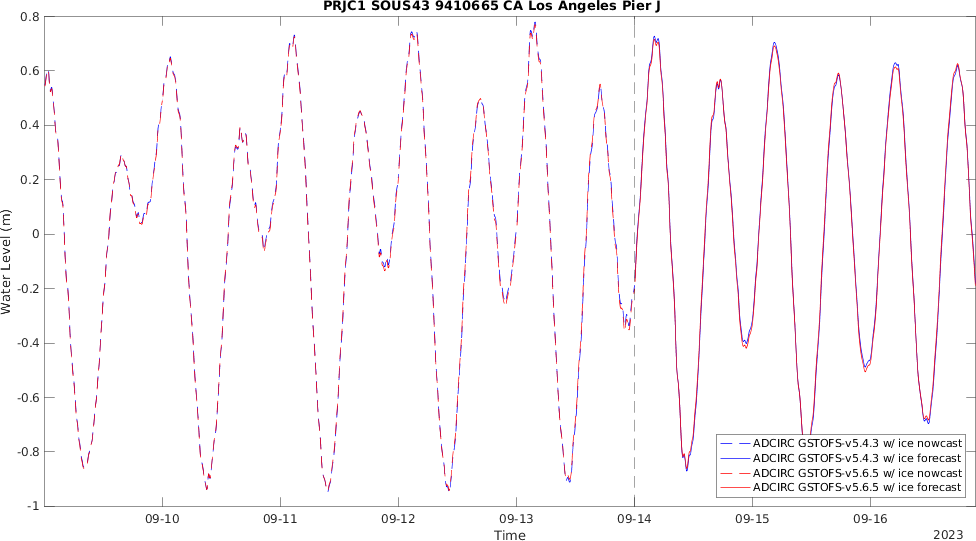 PRJC1 SOUS43 9410665 CA Los Angeles Pier J
0.8
0.6
0.4
0.2
0
-0.2
-0.4
-0.6
-0.8
-1
Water Level (m)
09-10 09-11 09-12 09-13 09-14 09-15 09-16
Time
2023
ADCIRC GSTOFS-v5.4.3 w/ ice nowcast
ADCIRC GSTOFS-v5.4.3 w/ ice forecast
ADCIRC GSTOFS-v5.6.5 w/ ice nowcast
ADCIRC GSTOFS-v5.6.5 w/ ice forecast